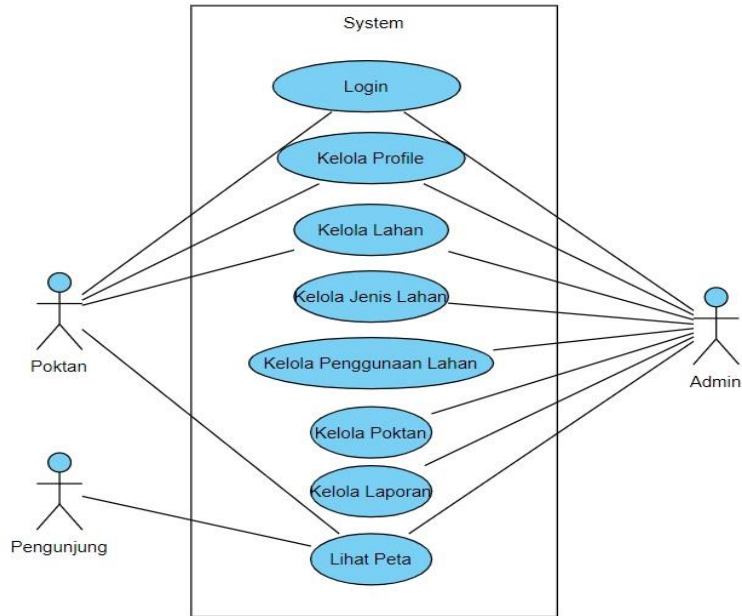 System
Login
Kelola Profile
Kelola Lahan
Kelola Jenis Lahan
Kelola Penggunaan Lahan
Poktan
Admin
Kelola Poktan
Kelola Laporan
Pengunjung
Lihat Peta